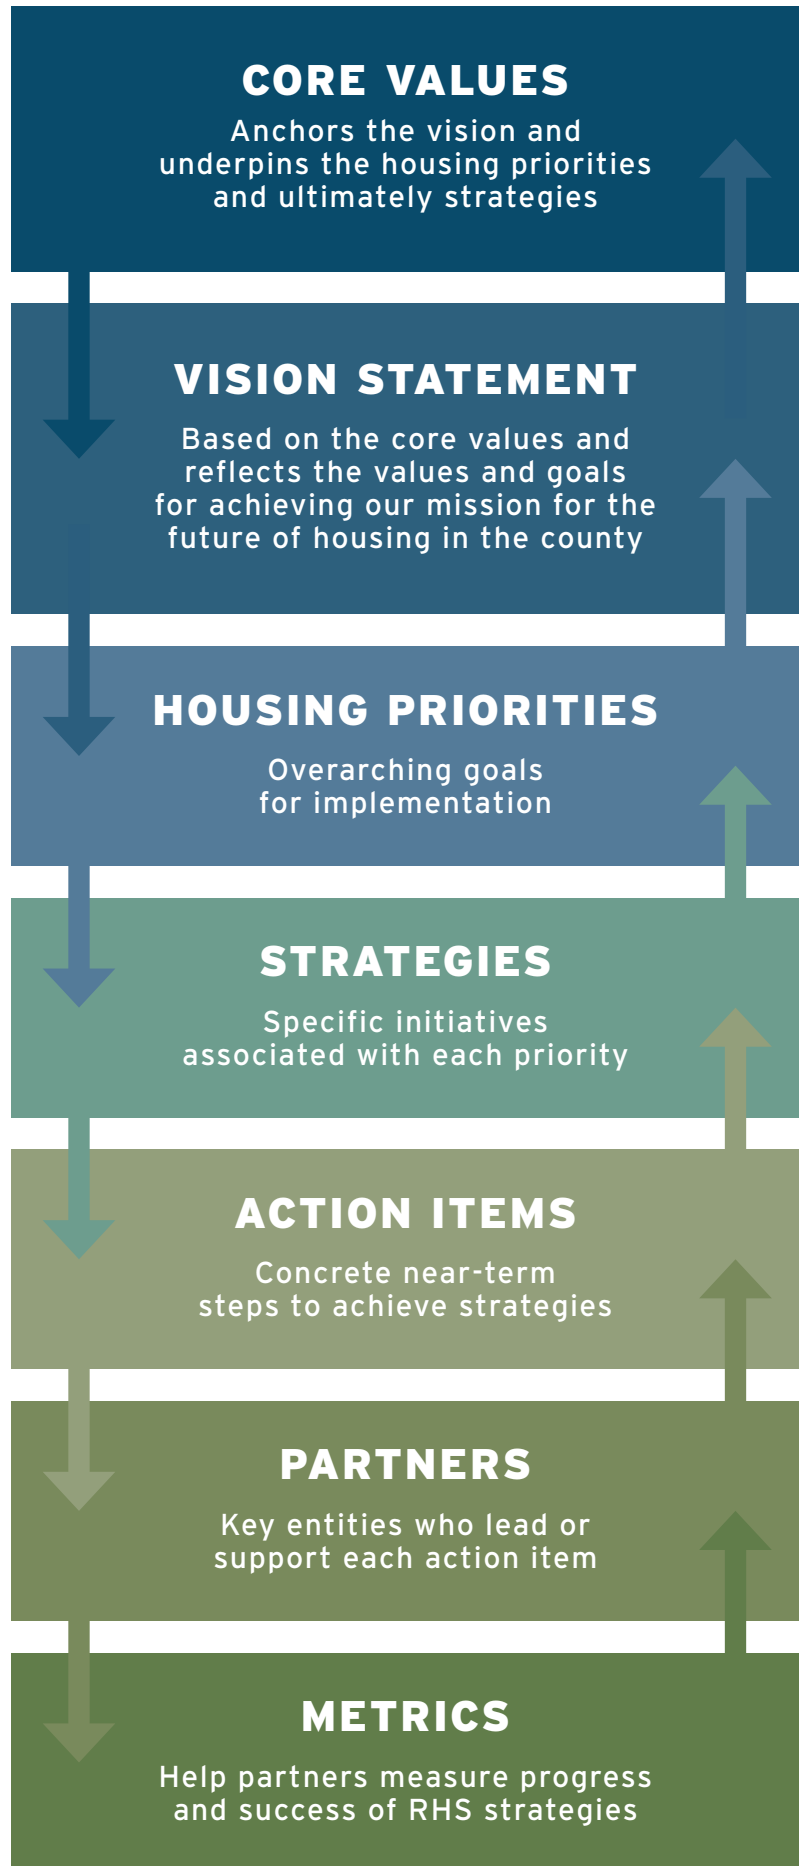 CORE VALUES
Anchors the vision and
underpins the housing priorities
and ultimately strategies
VISION STATEMENT
Based on the core values and
reflects the values and goals
for achieving our mission for the
future of housing in the county
HOUSING PRIORITIES
Overarching goals
for implementation
STRATEGIES
Specific initiatives
associated with each priority
ACTION ITEMS
Concrete near-term
steps to achieve strategies
PARTNERS
Key entities who lead or
support each action item
METRICS
Help partners measure progress
and success of RHS strategies